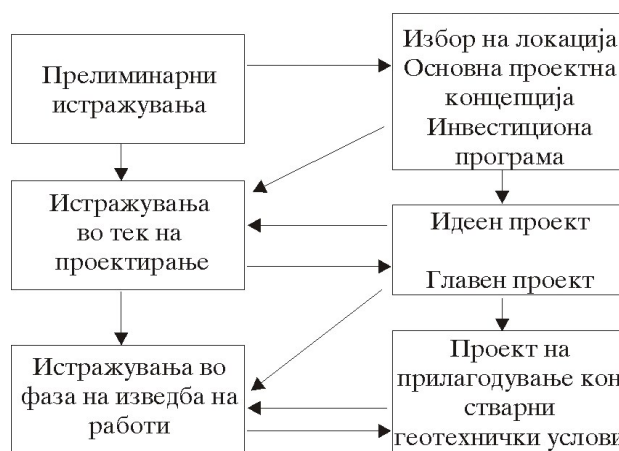 Прелиминарни
истражувања
Избор на локација
Основна проектна
концепција
Инвестициона
програма
Истражувања
во тек на
проектирање
Идеен проект
Главен проект
Истражувања во
фаза на изведба на
работи
Проект на
прилагодување кон
стварни
геотехнички услови